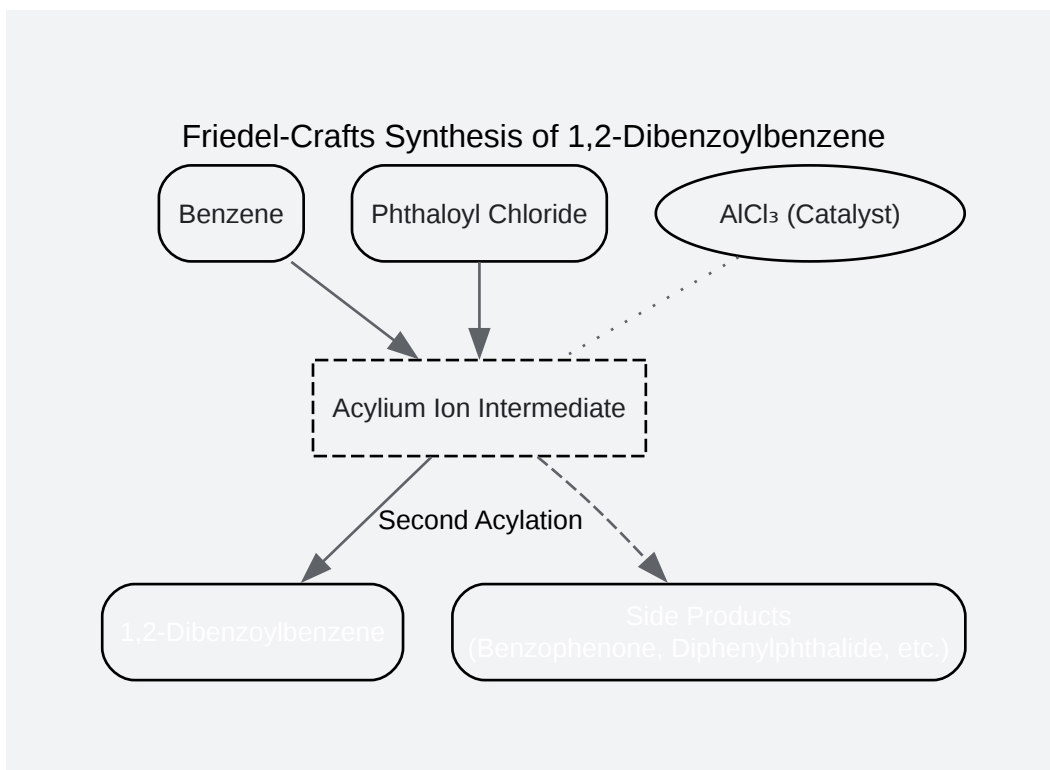 Friedel-Crafts Synthesis of 1,2-Dibenzoylbenzene
Benzene
Phthaloyl Chloride
AlCl₃ (Catalyst)
Acylium Ion Intermediate
Second Acylation
1,2-Dibenzoylbenzene
Side Products
(Benzophenone, Diphenylphthalide, etc.)